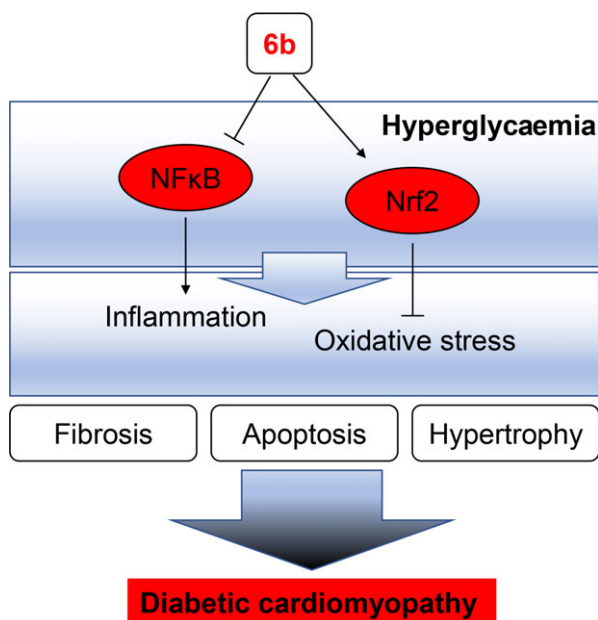 6b
Hyperglycaemia
NFκB
Nrf2
Inflammation
Oxidative stress
Fibrosis
Apoptosis
Hypertrophy
Diabetic cardiomyopathy